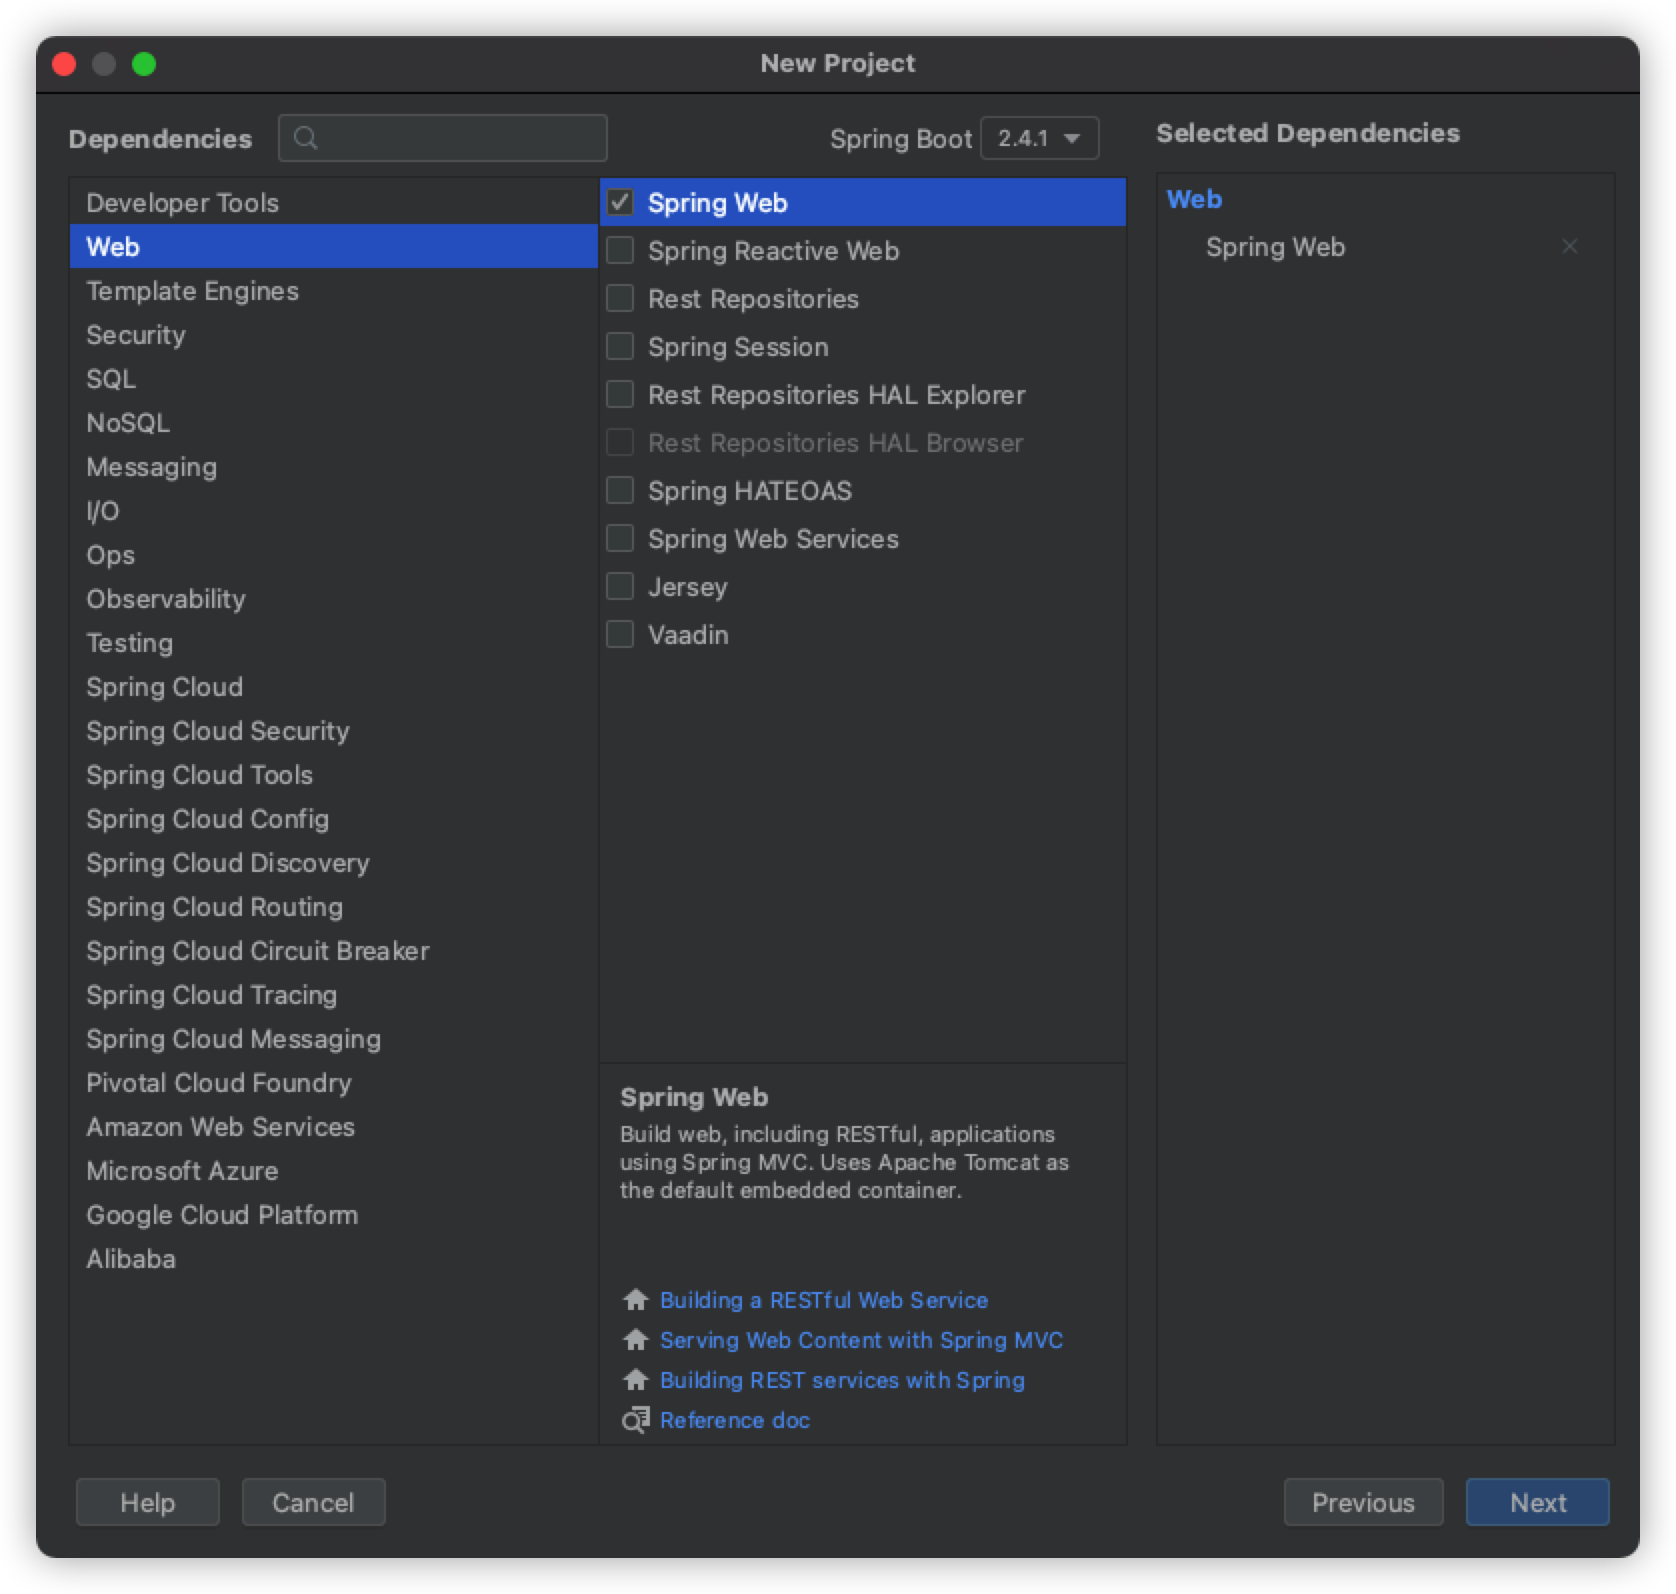 New Project
Dependencies
Spring Boot 2.4.1
Selected Dependencies
Developer Tools
Web
Template Engines
Security
SQL
NoSQL
Messaging
I/O
Ops
Observability
Testing
Spring Cloud
Spring Cloud Security
Spring Cloud Tools
Spring Cloud Config
Spring Cloud Discovery
Spring Cloud Routing
Spring Cloud Circuit Breaker
Spring Cloud Tracing
Spring Cloud Messaging
Pivotal Cloud Foundry
Amazon Web Services
Microsoft Azure
Google Cloud Platform
Alibaba
Spring Web
Spring Reactive Web
Rest Repositories
Spring Session
Rest Repositories HAL Explorer
Rest Repositories HAL Browser
Spring HATEOAS
Spring Web Services
Jersey
Vaadin
Spring Web
Build web, including RESTful, applications
using Spring MVC. Uses Apache Tomcat as
the default embedded container.
Building a RESTful Web Service
Serving Web Content with Spring MVC
Building REST services with Spring
Reference doc
Web
Spring Web
Help
Cancel
Previous
Next